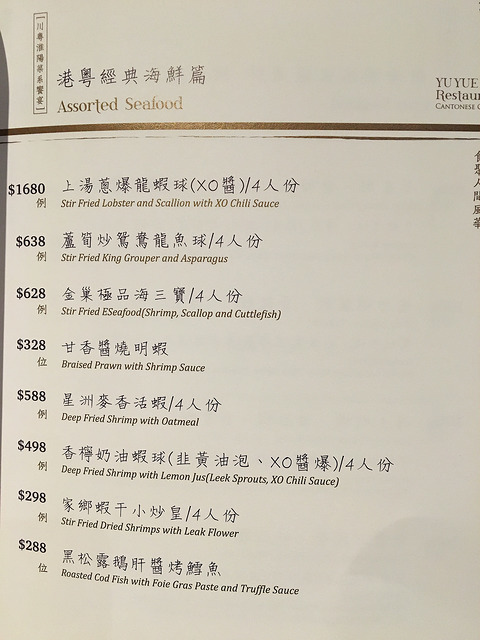 川粵淮陽菜系饗宴
港粵經典海鮮篇
Assorted Seafood
YU YUE
CANTONESE
$1680 上湯蔥爆龍蝦球(XO醬)/4人份
例 Stir Fried Lobster and Scallion with XO Chili Sauce
$638 蘆筍炒鴛鴦龍魚球/4人份
例 Stir Fried King Grouper and Asparagus
$628 金巢極品海三寶/4人份
例 Stir Fried ESeafood(Shrimp, Scallop and Cuttlefish)
$328 甘香醬燒明蝦
位 Braised Prawn with Shrimp Sauce
$588 星洲麥香活蝦/4人份
例 Deep Fried Shrimp with Oatmeal
$498 香檸奶油蝦球(韭黃油泡、XO醬爆)/4人份
例 Deep Fried Shrimp with Lemon Jus(Leek Sprouts, XO Chili Sauce)
$298 家鄉蝦干小炒皇/4人份
例 Stir Fried Dried Shrimps with Leak Flower
$288 黑松露鵝肝醬烤鱈魚
位 Roasted Cod Fish with Foie Gras Paste and Truffle Sauce